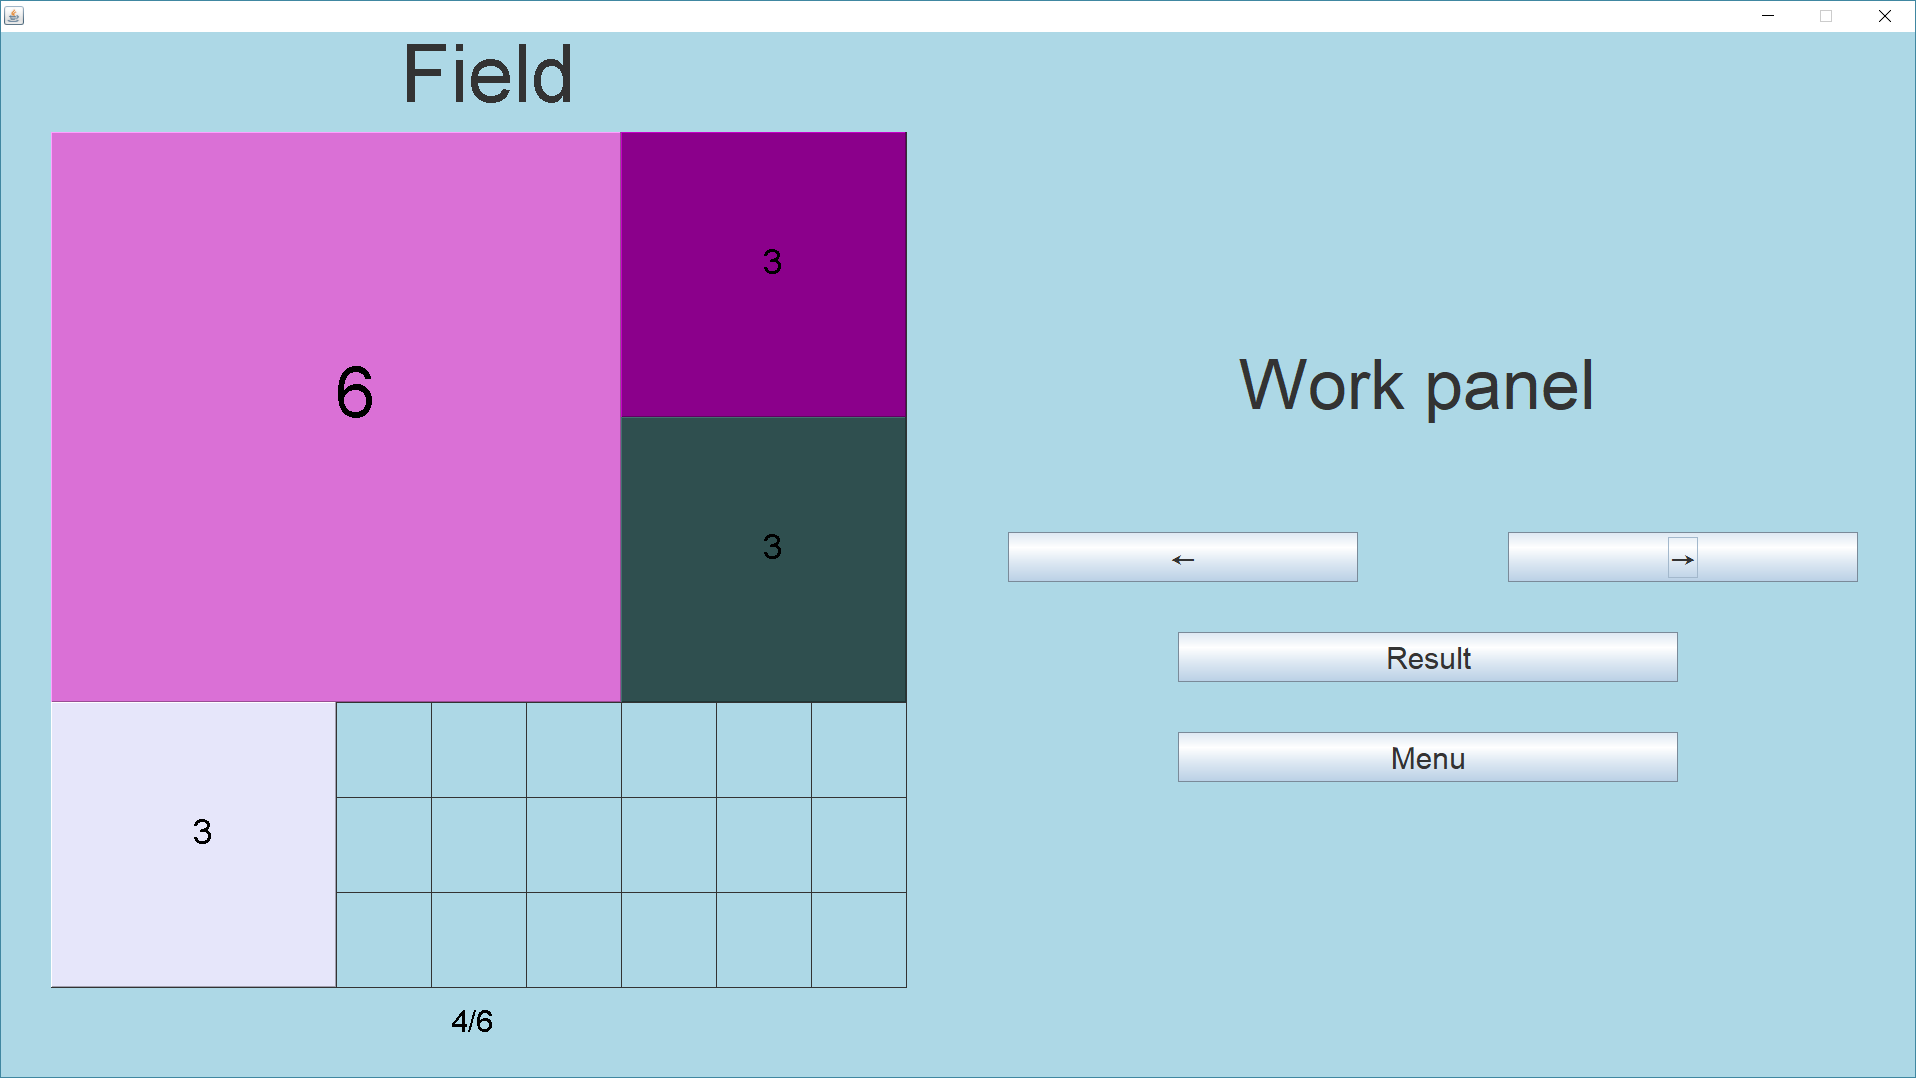 Field
6
3
3
3
4/6
Work panel
← →
Result
Menu